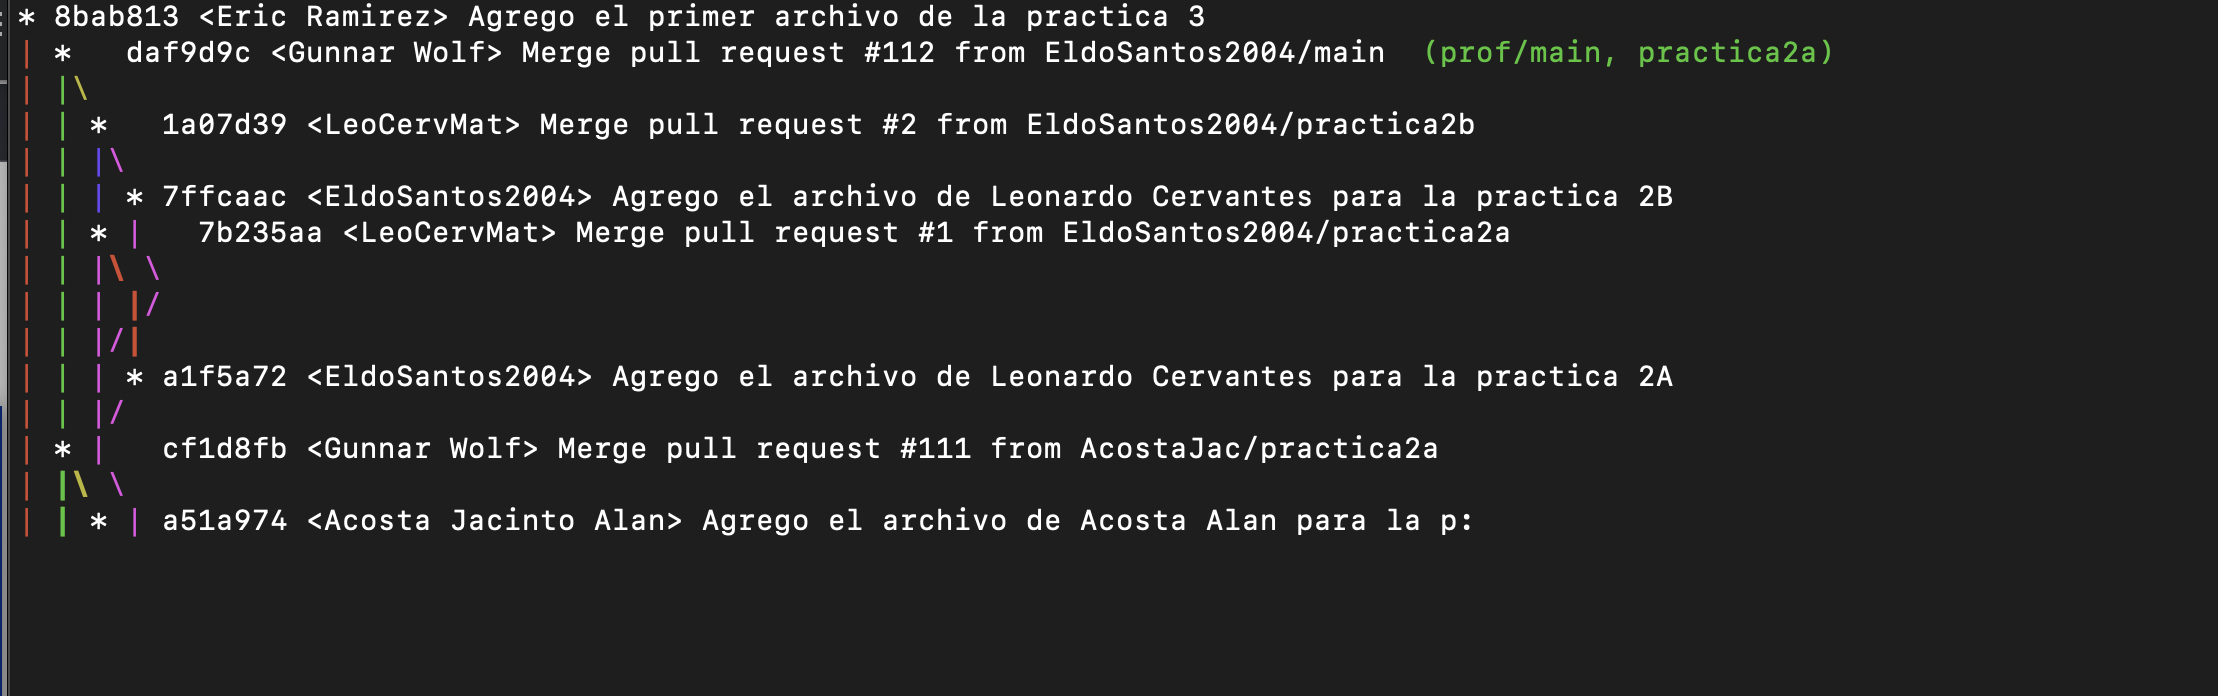 * 8bab813 <Eric Ramirez> Agrego el primer archivo de la practica 3
| *   daf9d9c <Gunnar Wolf> Merge pull request #112 from EldoSantos2004/main  (prof/main, practica2a)
| |\
| | *   1a07d39 <LeoCervMat> Merge pull request #2 from EldoSantos2004/practica2b
| | |\
| | | * 7ffcaac <EldoSantos2004> Agrego el archivo de Leonardo Cervantes para la practica 2B
| | * |   7b235aa <LeoCervMat> Merge pull request #1 from EldoSantos2004/practica2a
| | |\ \
| | | |/
| | |/|
| | | * a1f5a72 <EldoSantos2004> Agrego el archivo de Leonardo Cervantes para la practica 2A
| | |/
| * |   cf1d8fb <Gunnar Wolf> Merge pull request #111 from AcostaJac/practica2a
| |\ \
| | * | a51a974 <Acosta Jacinto Alan> Agrego el archivo de Acosta Alan para la p: